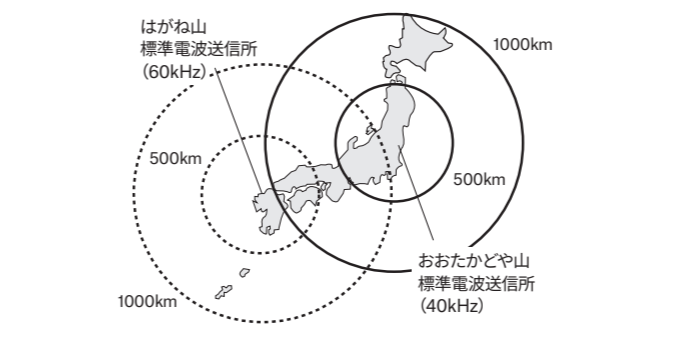 はがね山
標準電波送信所
（60kHz）
1000km
500km
500km
おおたかどや山
標準電波送信所
（40kHz）
1000km